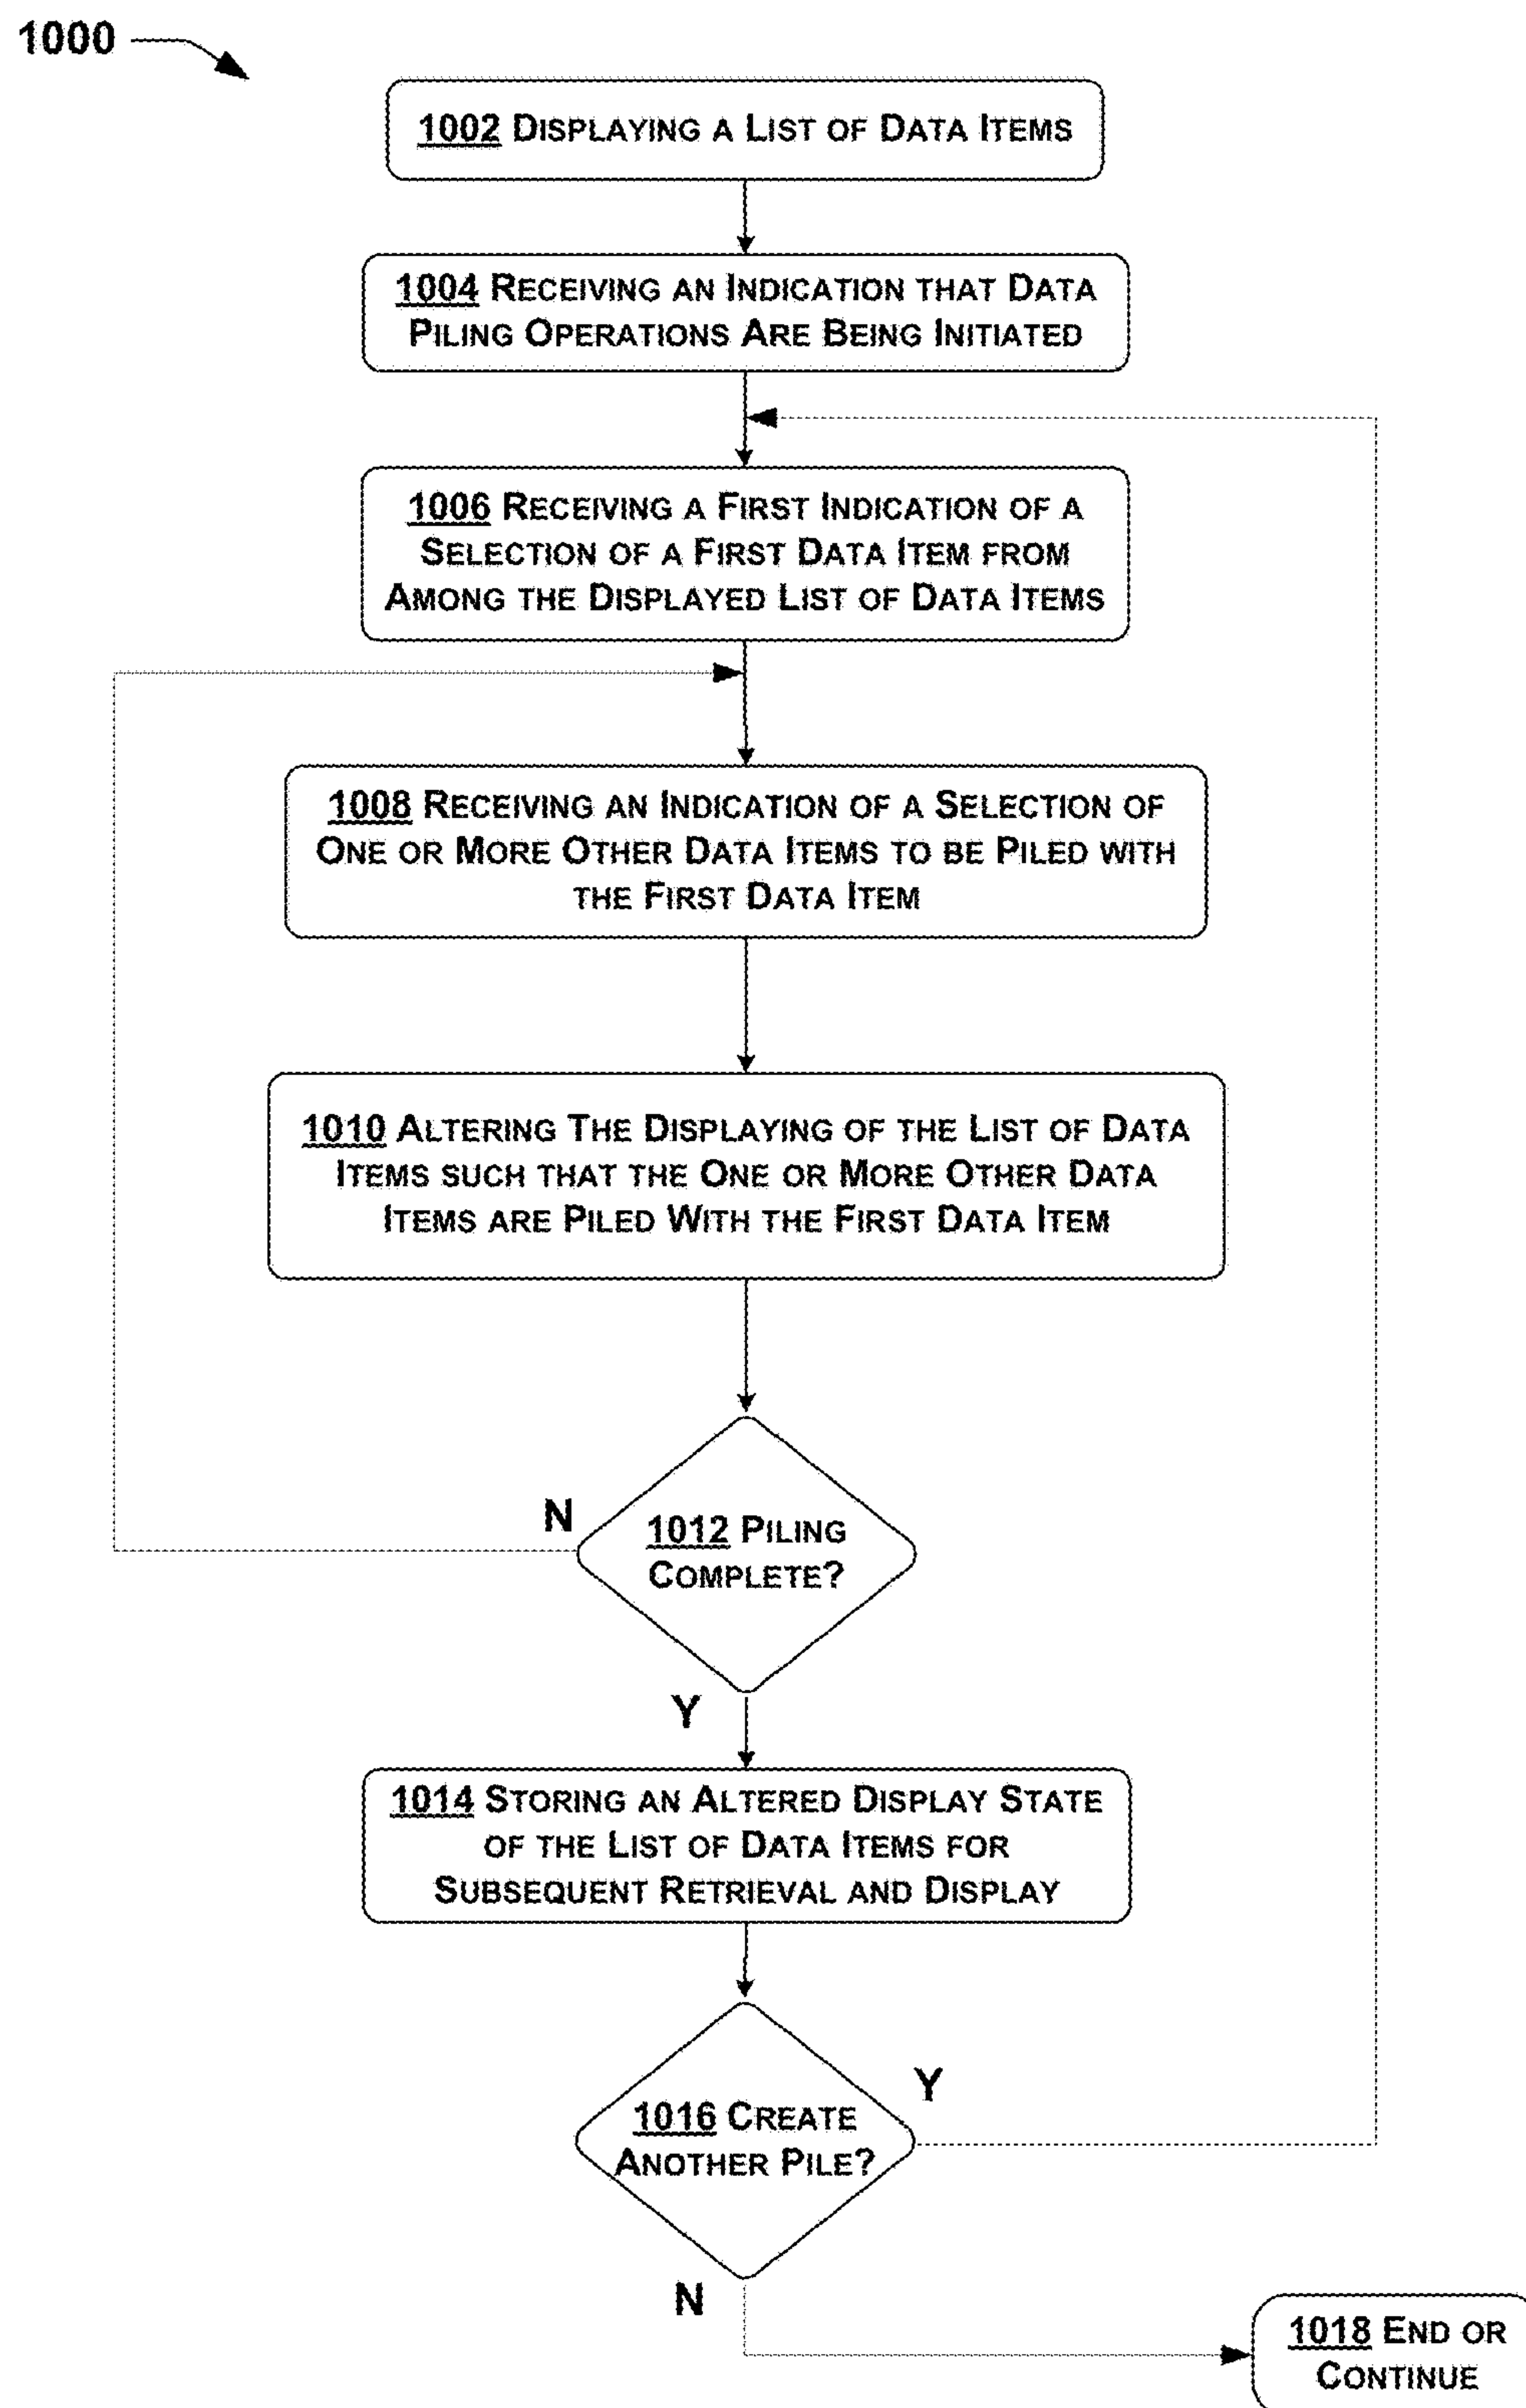 1000
1002 DISPLAYING A LIST OF DATA ITEMS
1004 RECEIVING AN INDICATION THAT DATA
PILING OPERATIONS ARE BEING INITIATED
1006 RECEIVING A FIRST INDICATION OF A
SELECTION OF A FIRST DATA ITEM FROM
AMONG THE DISPLAYED LIST OF DATA ITEMS
1008 RECEIVING AN INDICATION OF A SELECTION OF
ONE OR MORE OTHER DATA ITEMS TO BE PILED WITH
THE FIRST DATA ITEM
1010 ALTERING THE DISPLAYING OF THE LIST OF DATA
ITEMS SUCH THAT THE ONE OR MORE OTHER DATA
ITEMS ARE PILED WITH THE FIRST DATA ITEM
N
1012 PILING
COMPLETE?
Y
1014 STORING AN ALTERED DISPLAY STATE
OF THE LIST OF DATA ITEMS FOR
SUBSEQUENT RETRIEVAL AND DISPLAY
Y
1016 CREATE
ANOTHER PILE?
N
1018 END OR
CONTINUE